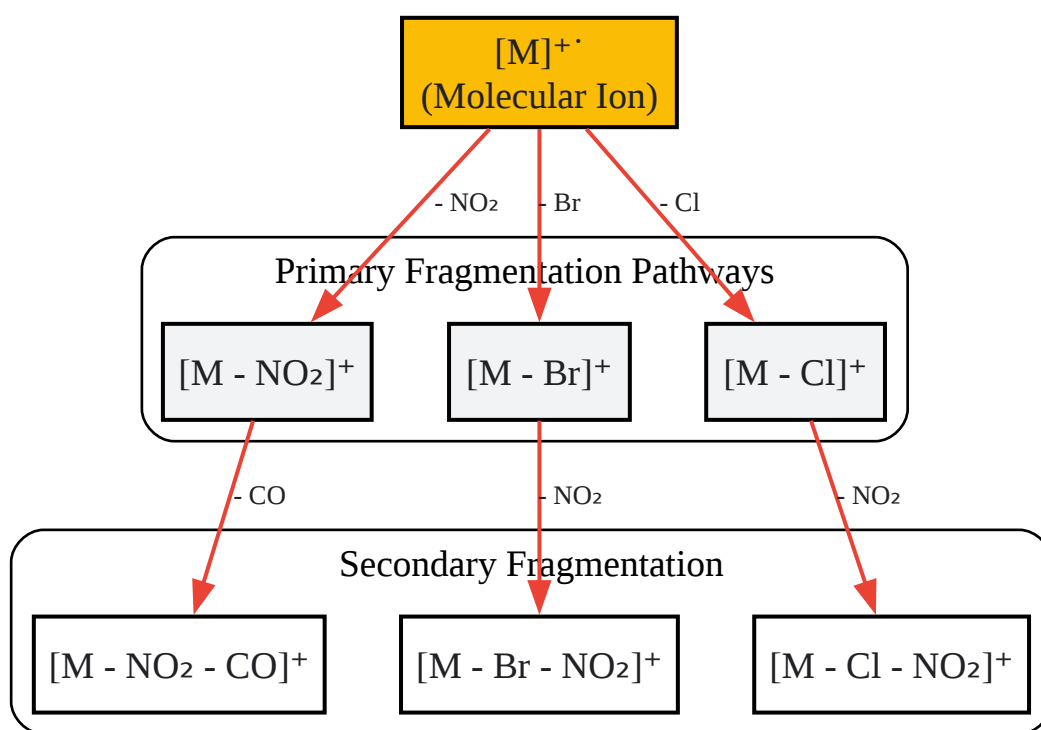 [M]⁺˙
(Molecular Ion)
- NO₂
- Br
- Cl
Primary Fragmentation Pathways
[M - NO₂]⁺
[M - Br]⁺
[M - Cl]⁺
- CO
- NO₂
- NO₂
Secondary Fragmentation
[M - NO₂ - CO]⁺
[M - Br - NO₂]⁺
[M - Cl - NO₂]⁺